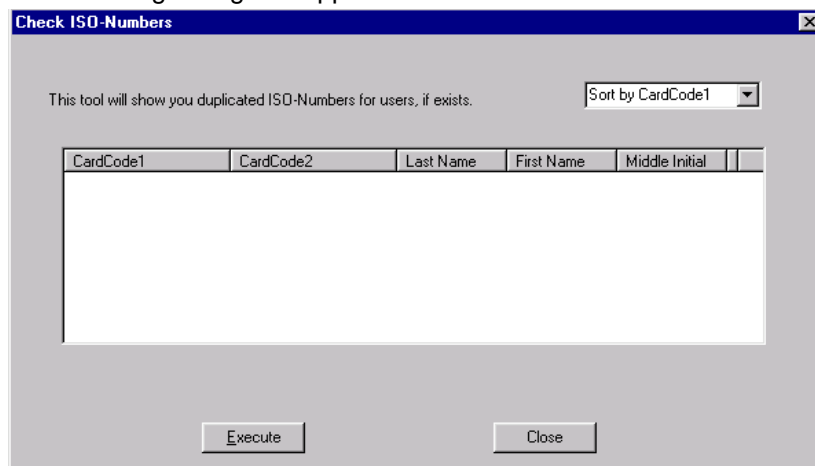 Check ISO-Numbers
This tool will show you duplicated ISO-Numbers for users, if exists.
Sort by CardCode1
CardCode1 CardCode2 Last Name First Name Middle Initial
Execute Close